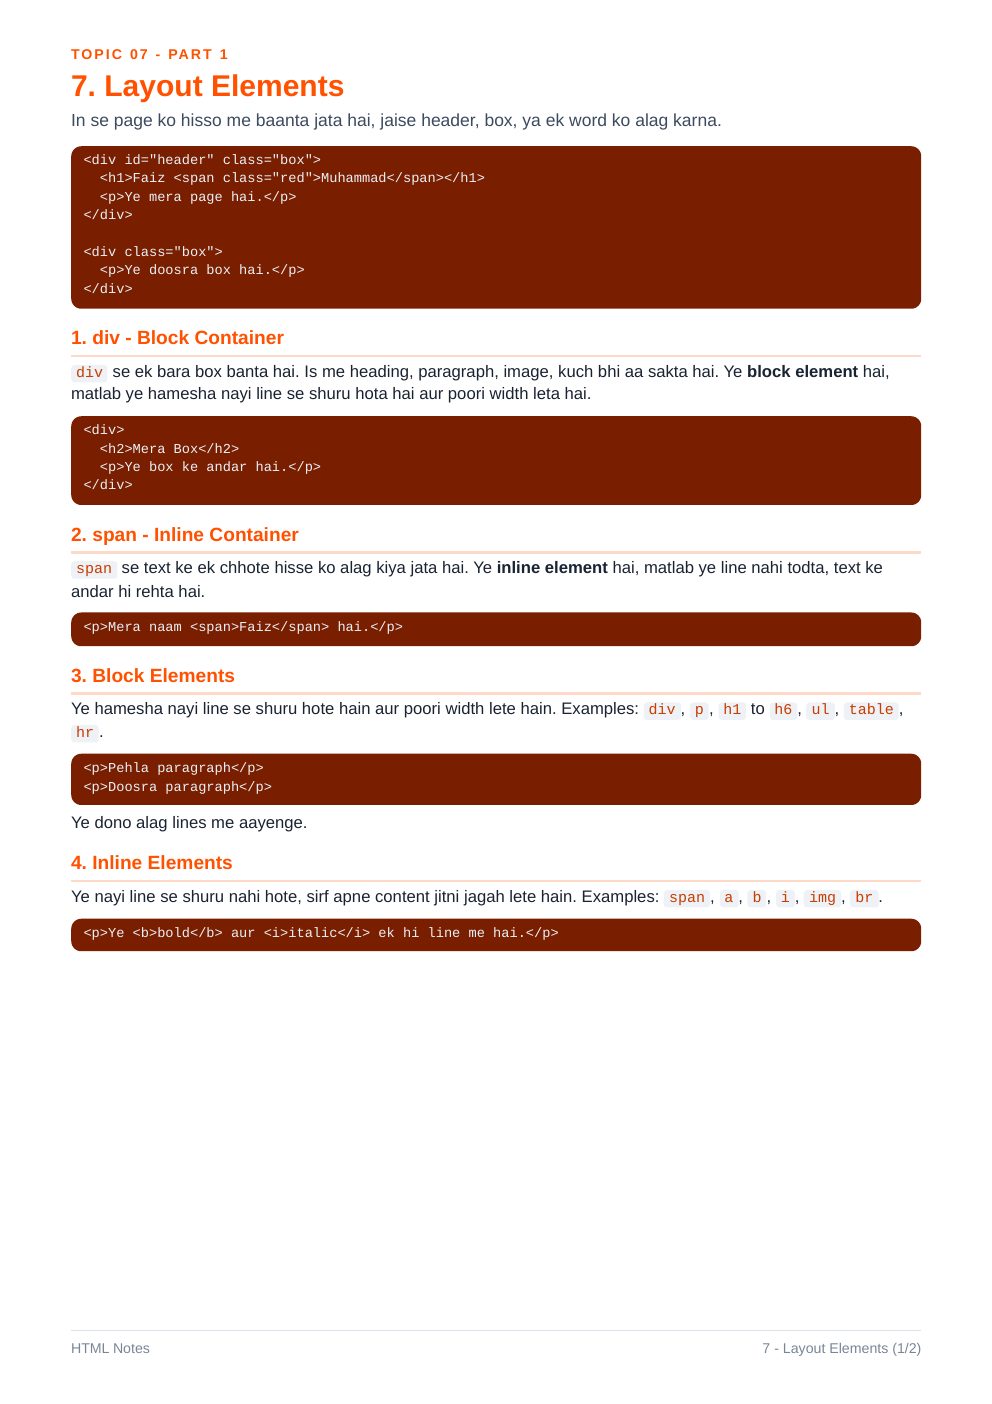 TOPIC 07 - PART 1
7. Layout Elements
In se page ko hisso me baanta jata hai, jaise header, box, ya ek word ko alag karna.
<div id="header" class="box">
  <h1>Faiz <span class="red">Muhammad</span></h1>
  <p>Ye mera page hai.</p>
</div>

<div class="box">
  <p>Ye doosra box hai.</p>
</div>
1. div - Block Container
div se ek bara box banta hai. Is me heading, paragraph, image, kuch bhi aa sakta hai. Ye block element hai,
matlab ye hamesha nayi line se shuru hota hai aur poori width leta hai.
<div>
  <h2>Mera Box</h2>
  <p>Ye box ke andar hai.</p>
</div>
2. span - Inline Container
span se text ke ek chhote hisse ko alag kiya jata hai. Ye inline element hai, matlab ye line nahi todta, text ke
andar hi rehta hai.
<p>Mera naam <span>Faiz</span> hai.</p>
3. Block Elements
Ye hamesha nayi line se shuru hote hain aur poori width lete hain. Examples: div, p, h1 to h6, ul, table,
hr.
<p>Pehla paragraph</p>
<p>Doosra paragraph</p>
Ye dono alag lines me aayenge.
4. Inline Elements
Ye nayi line se shuru nahi hote, sirf apne content jitni jagah lete hain. Examples: span, a, b, i, img, br.
<p>Ye <b>bold</b> aur <i>italic</i> ek hi line me hai.</p>
HTML Notes
7 - Layout Elements (1/2)